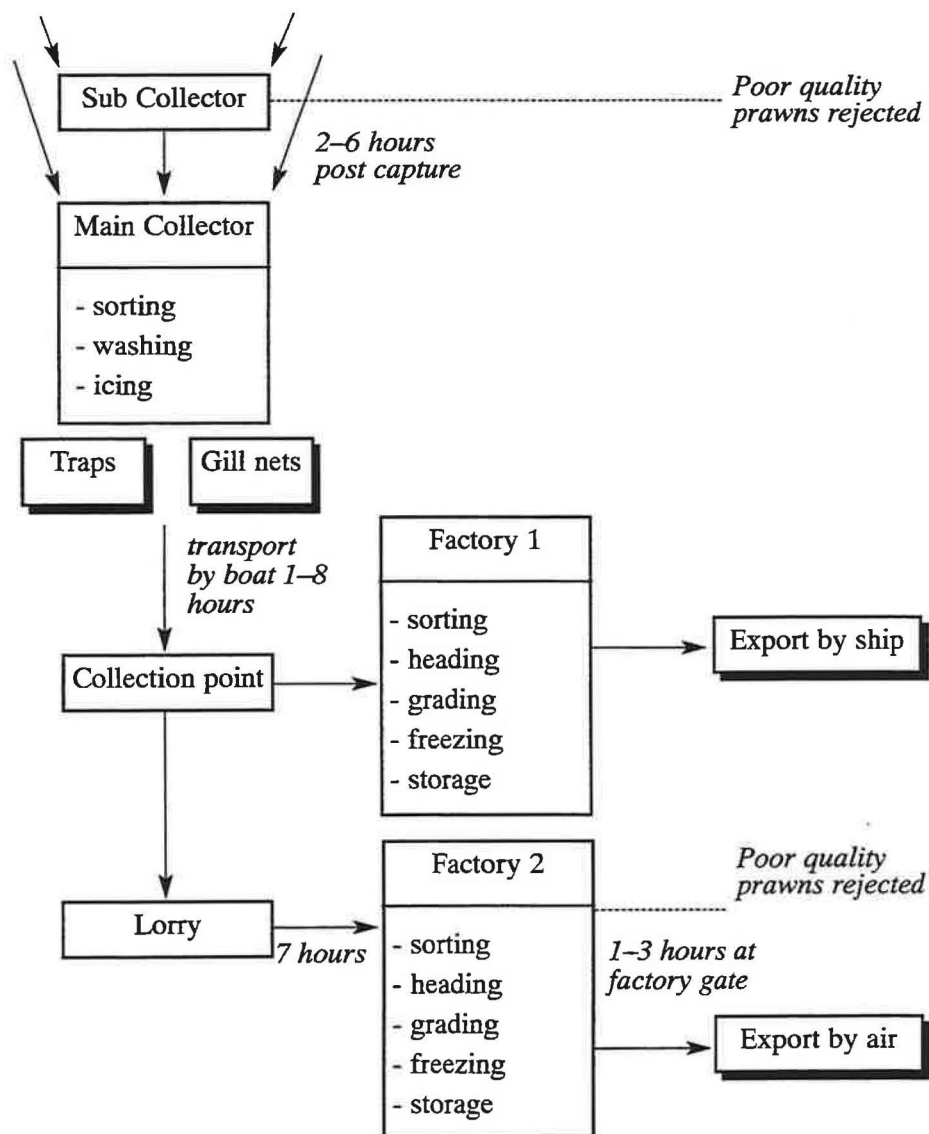 Sub Collector
Poor quality
prawns rejected
2–6 hours
post capture
Main Collector
- sorting
- washing
- icing
Traps
Gill nets
transport
by boat 1–8
hours
Factory 1
- sorting
- heading
- grading
- freezing
- storage
Export by ship
Collection point
Factory 2
Poor quality
prawns rejected
Lorry
7 hours
- sorting
- heading
- grading
- freezing
- storage
1–3 hours at
factory gate
Export by air